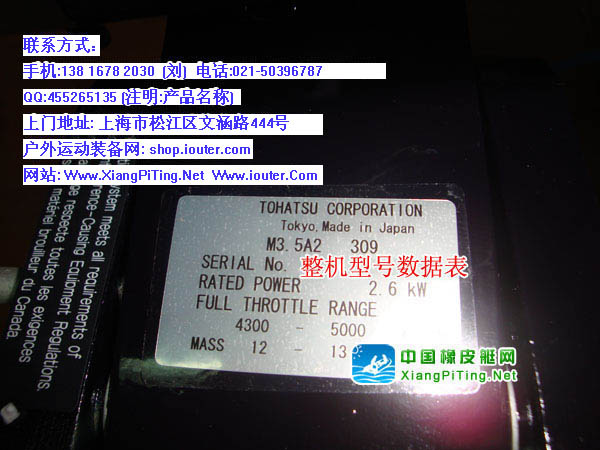 联系方式:
手机:138 1678 2030 (刘) 电话:021-50396787
QQ:455265135 (注明:产品名称)
上门地址: 上海市松江区文涵路444号
户外运动装备网: shop.iouter.com
网站: Www.XiangPiTing.Net Www.iouter.Com
TOHATSU CORPORATION
Tokyo,Made in Japan
M3.5A2 309
SERIAL No.
整机型号数据表
RATED POWER 2.6 kW
FULL THROTTLE RANGE
4300 - 5000
MASS 12 - 13
中国橡皮艇网
XiangPiTing.Net
system meets all requirements of
rence-Causing Equipment Regulations
ge respecte toutes les exigences
matériel brouilleur du Canada.